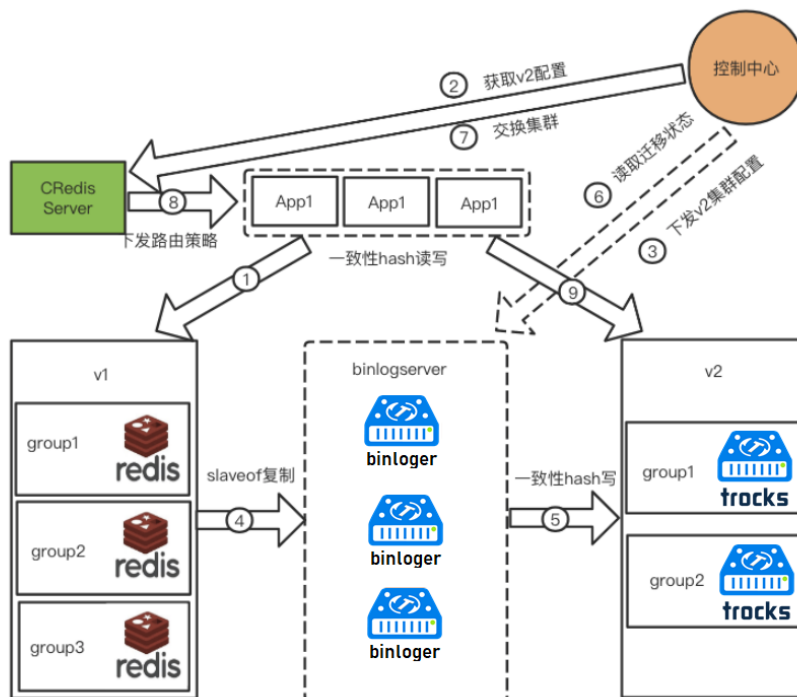 控制中心
② 获取v2配置
⑦ 交换集群
⑥ 读取迁移状态
③ 下发v2集群配置
CRedis
Server
⑧
下发路由策略
App1
App1
App1
一致性hash读写
①
⑨
v1
group1
redis
group2
redis
group3
redis
slaveof复制
④
binlogserver
binloger
binloger
binloger
一致性hash写
⑤
v2
group1
trocks
group2
trocks